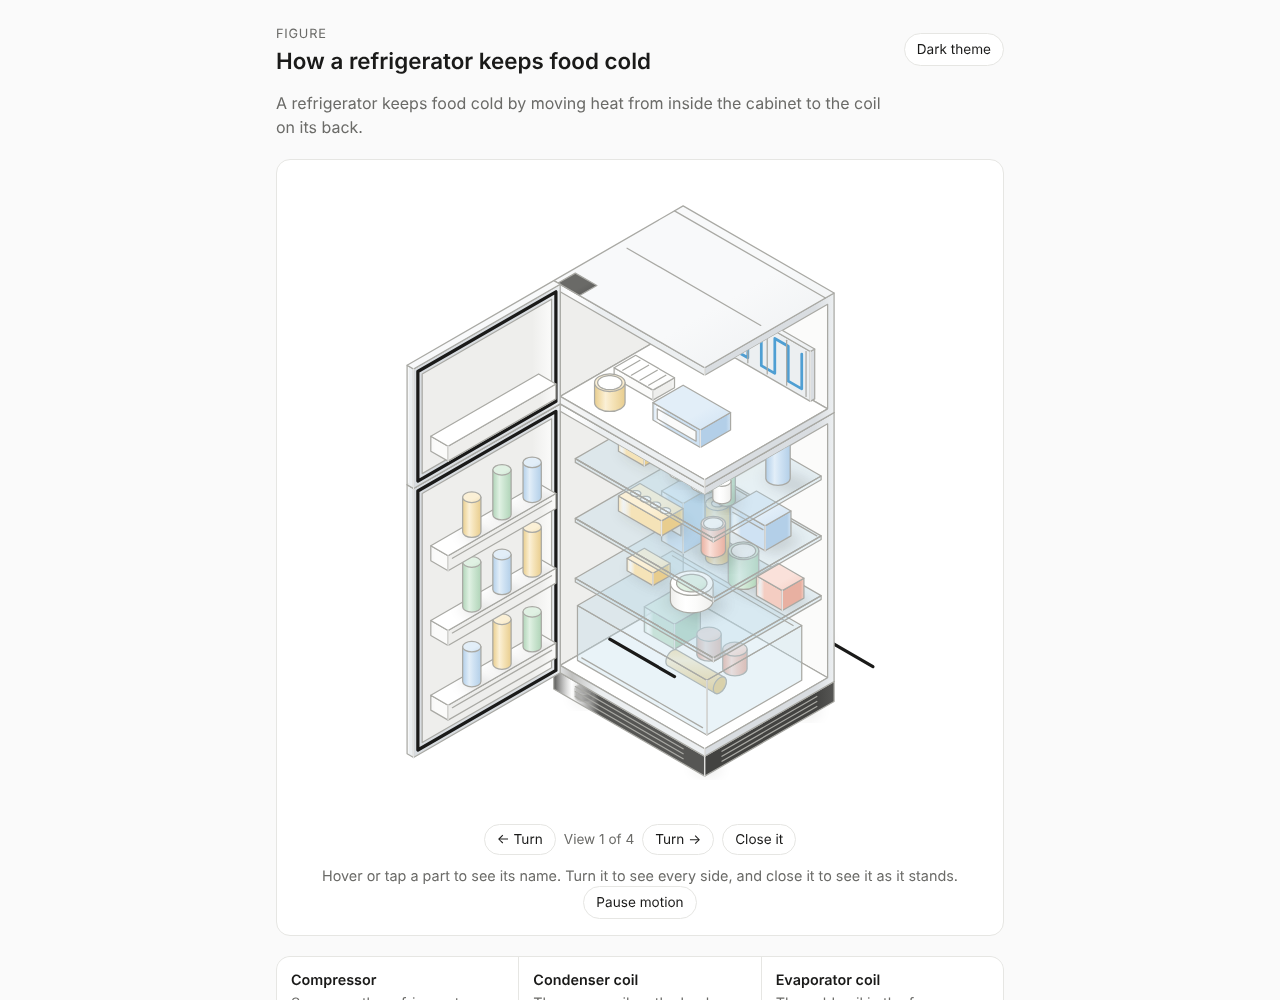 FIGURE
How a refrigerator keeps food cold
Dark theme
A refrigerator keeps food cold by moving heat from inside the cabinet to the coil
on its back.
← Turn
View 1 of 4
Turn →
Close it
Hover or tap a part to see its name. Turn it to see every side, and close it to see it as it stands.
Pause motion
Compressor
Condenser coil
Evaporator coil